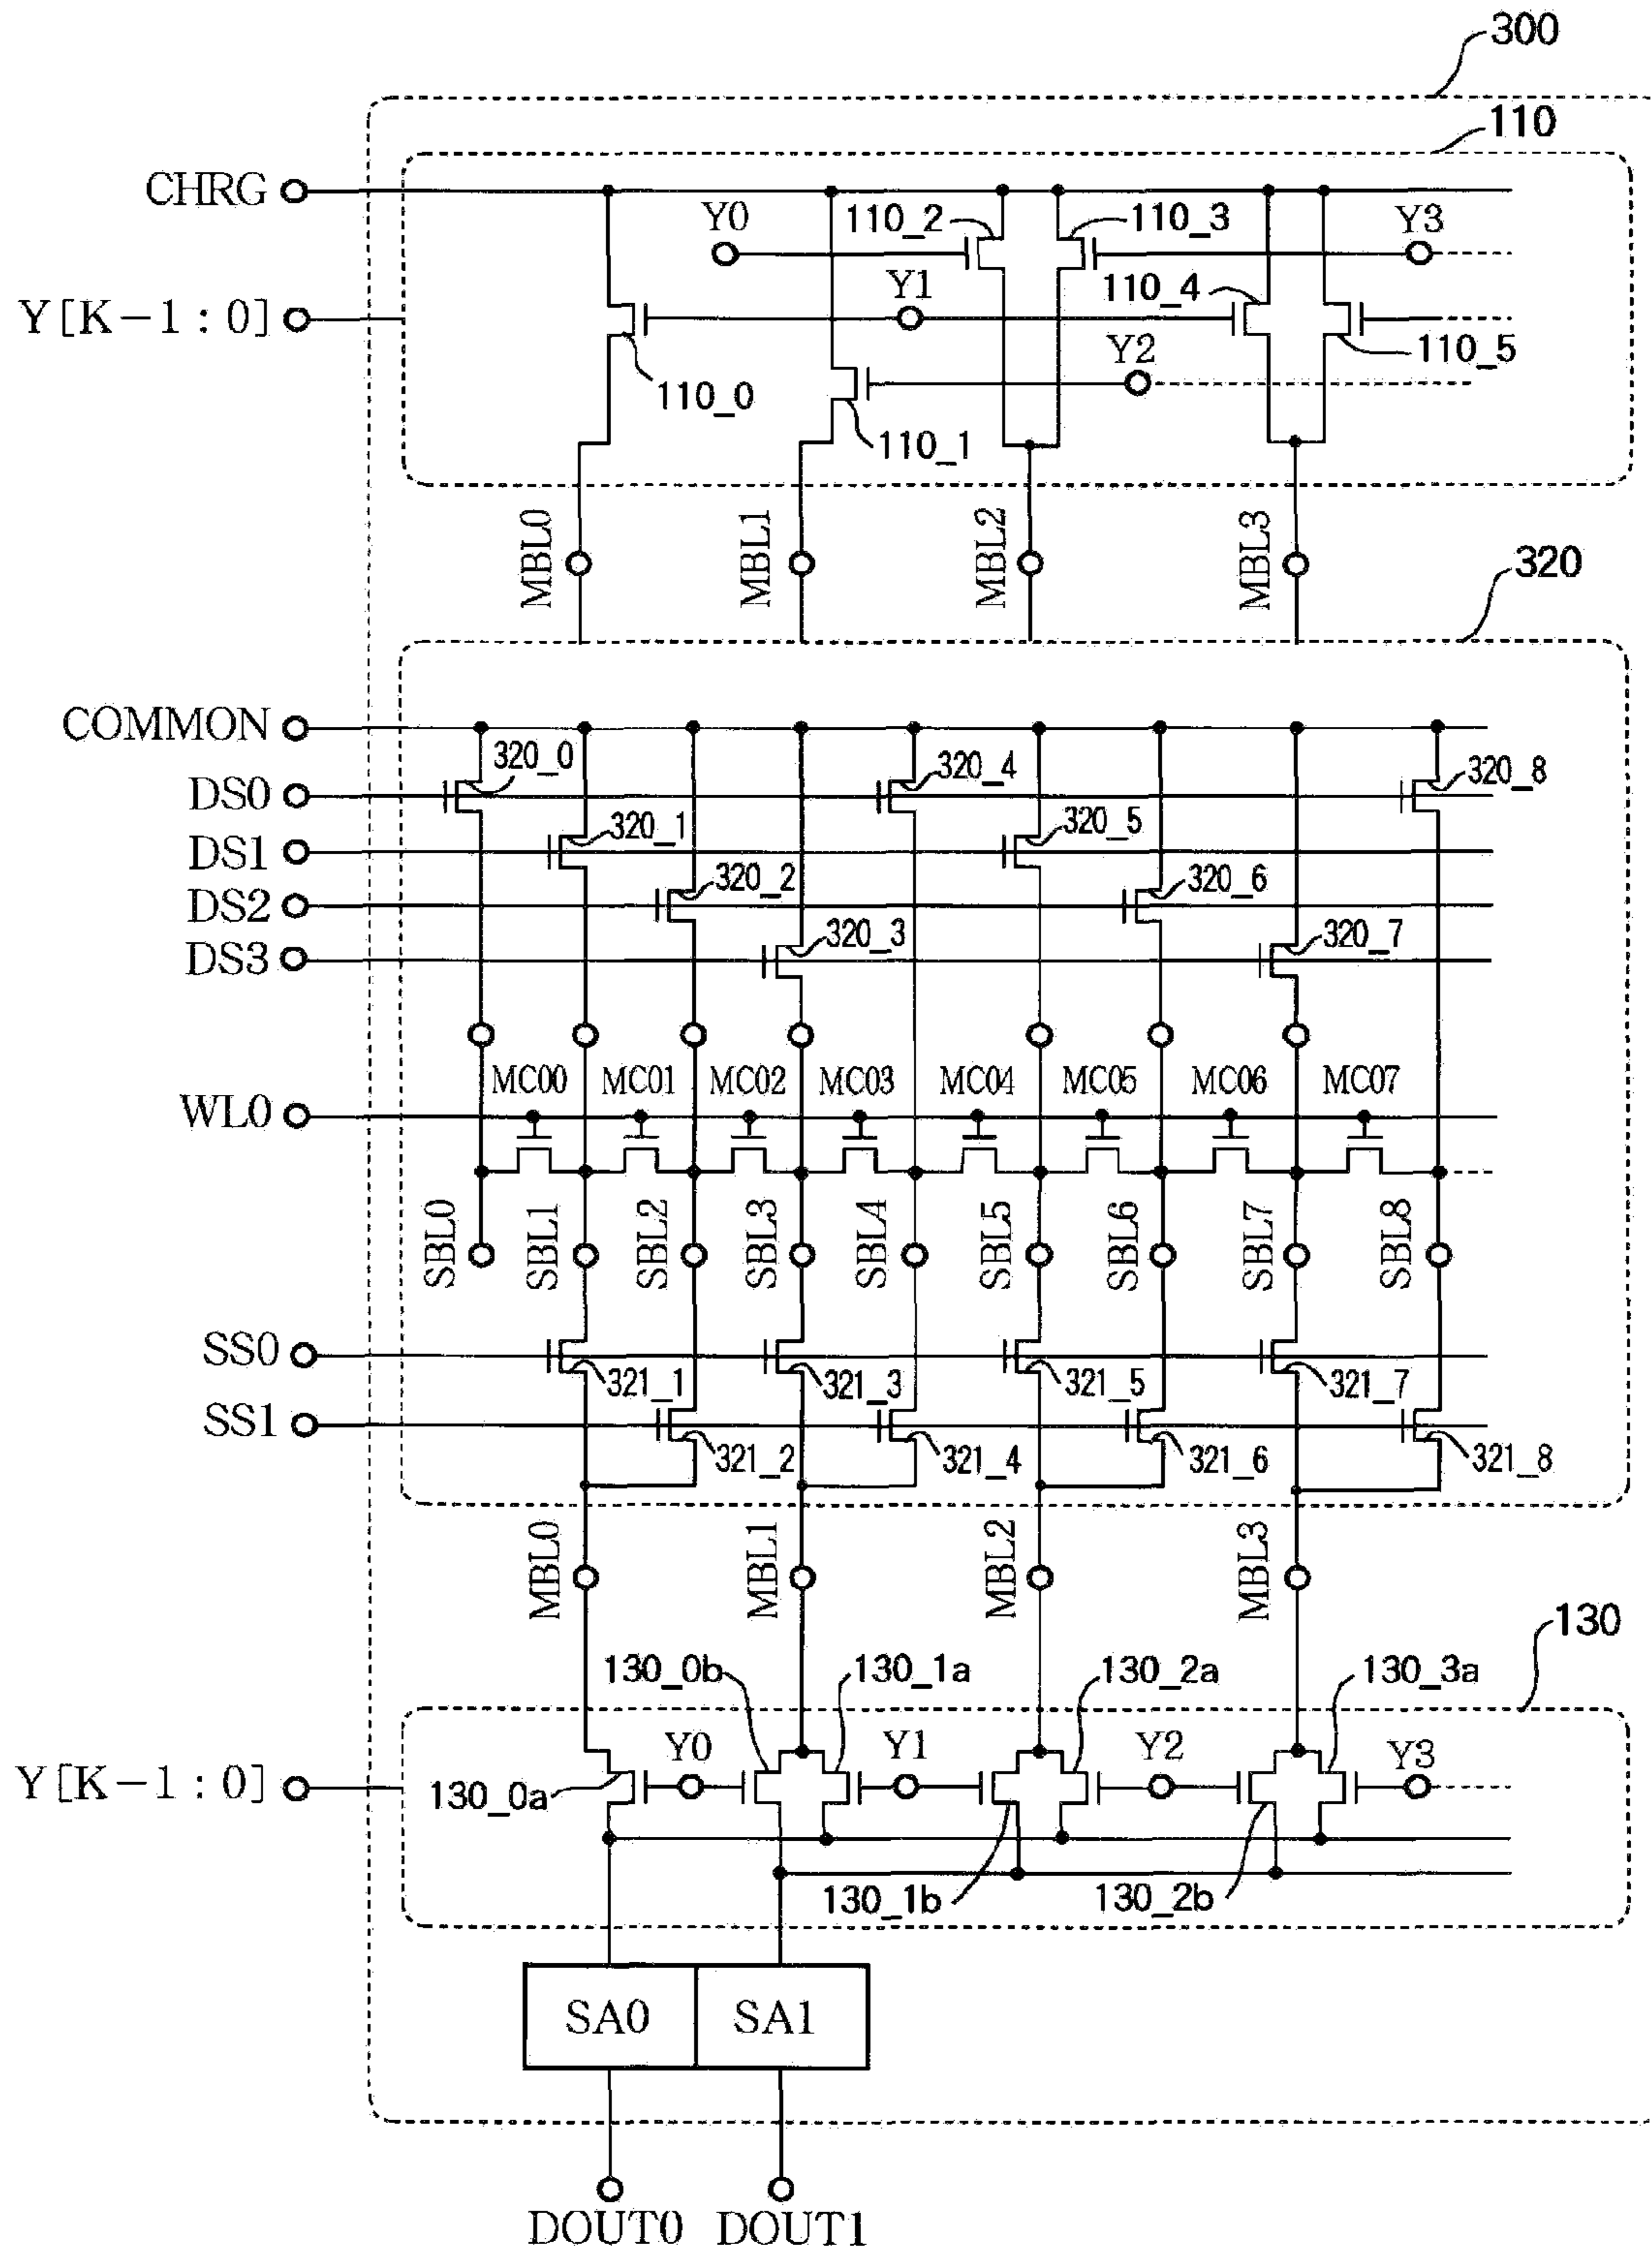 300
110
CHRG
Y0
110_2
110_3
Y3
Y[K-1:0]
Y1
110_4
110_5
Y2
110_0
110_1
MBL0
MBL1
MBL2
MBL3
320
COMMON
320_0
320_4
320_8
DS0
DS1
320_1
320_5
DS2
320_2
320_6
DS3
320_3
320_7
MC00
MC01
MC02
MC03
MC04
MC05
MC06
MC07
WL0
SBL0
SBL1
SBL2
SBL3
SBL4
SBL5
SBL6
SBL7
SBL8
SS0
321_1
321_3
321_5
321_7
SS1
321_2
321_4
321_6
321_8
MBL0
MBL1
MBL2
MBL3
130
130_0b
130_1a
130_2a
130_3a
Y[K-1:0]
130_0a
Y0
Y1
Y2
Y3
130_1b
130_2b
SA0
SA1
DOUT0
DOUT1